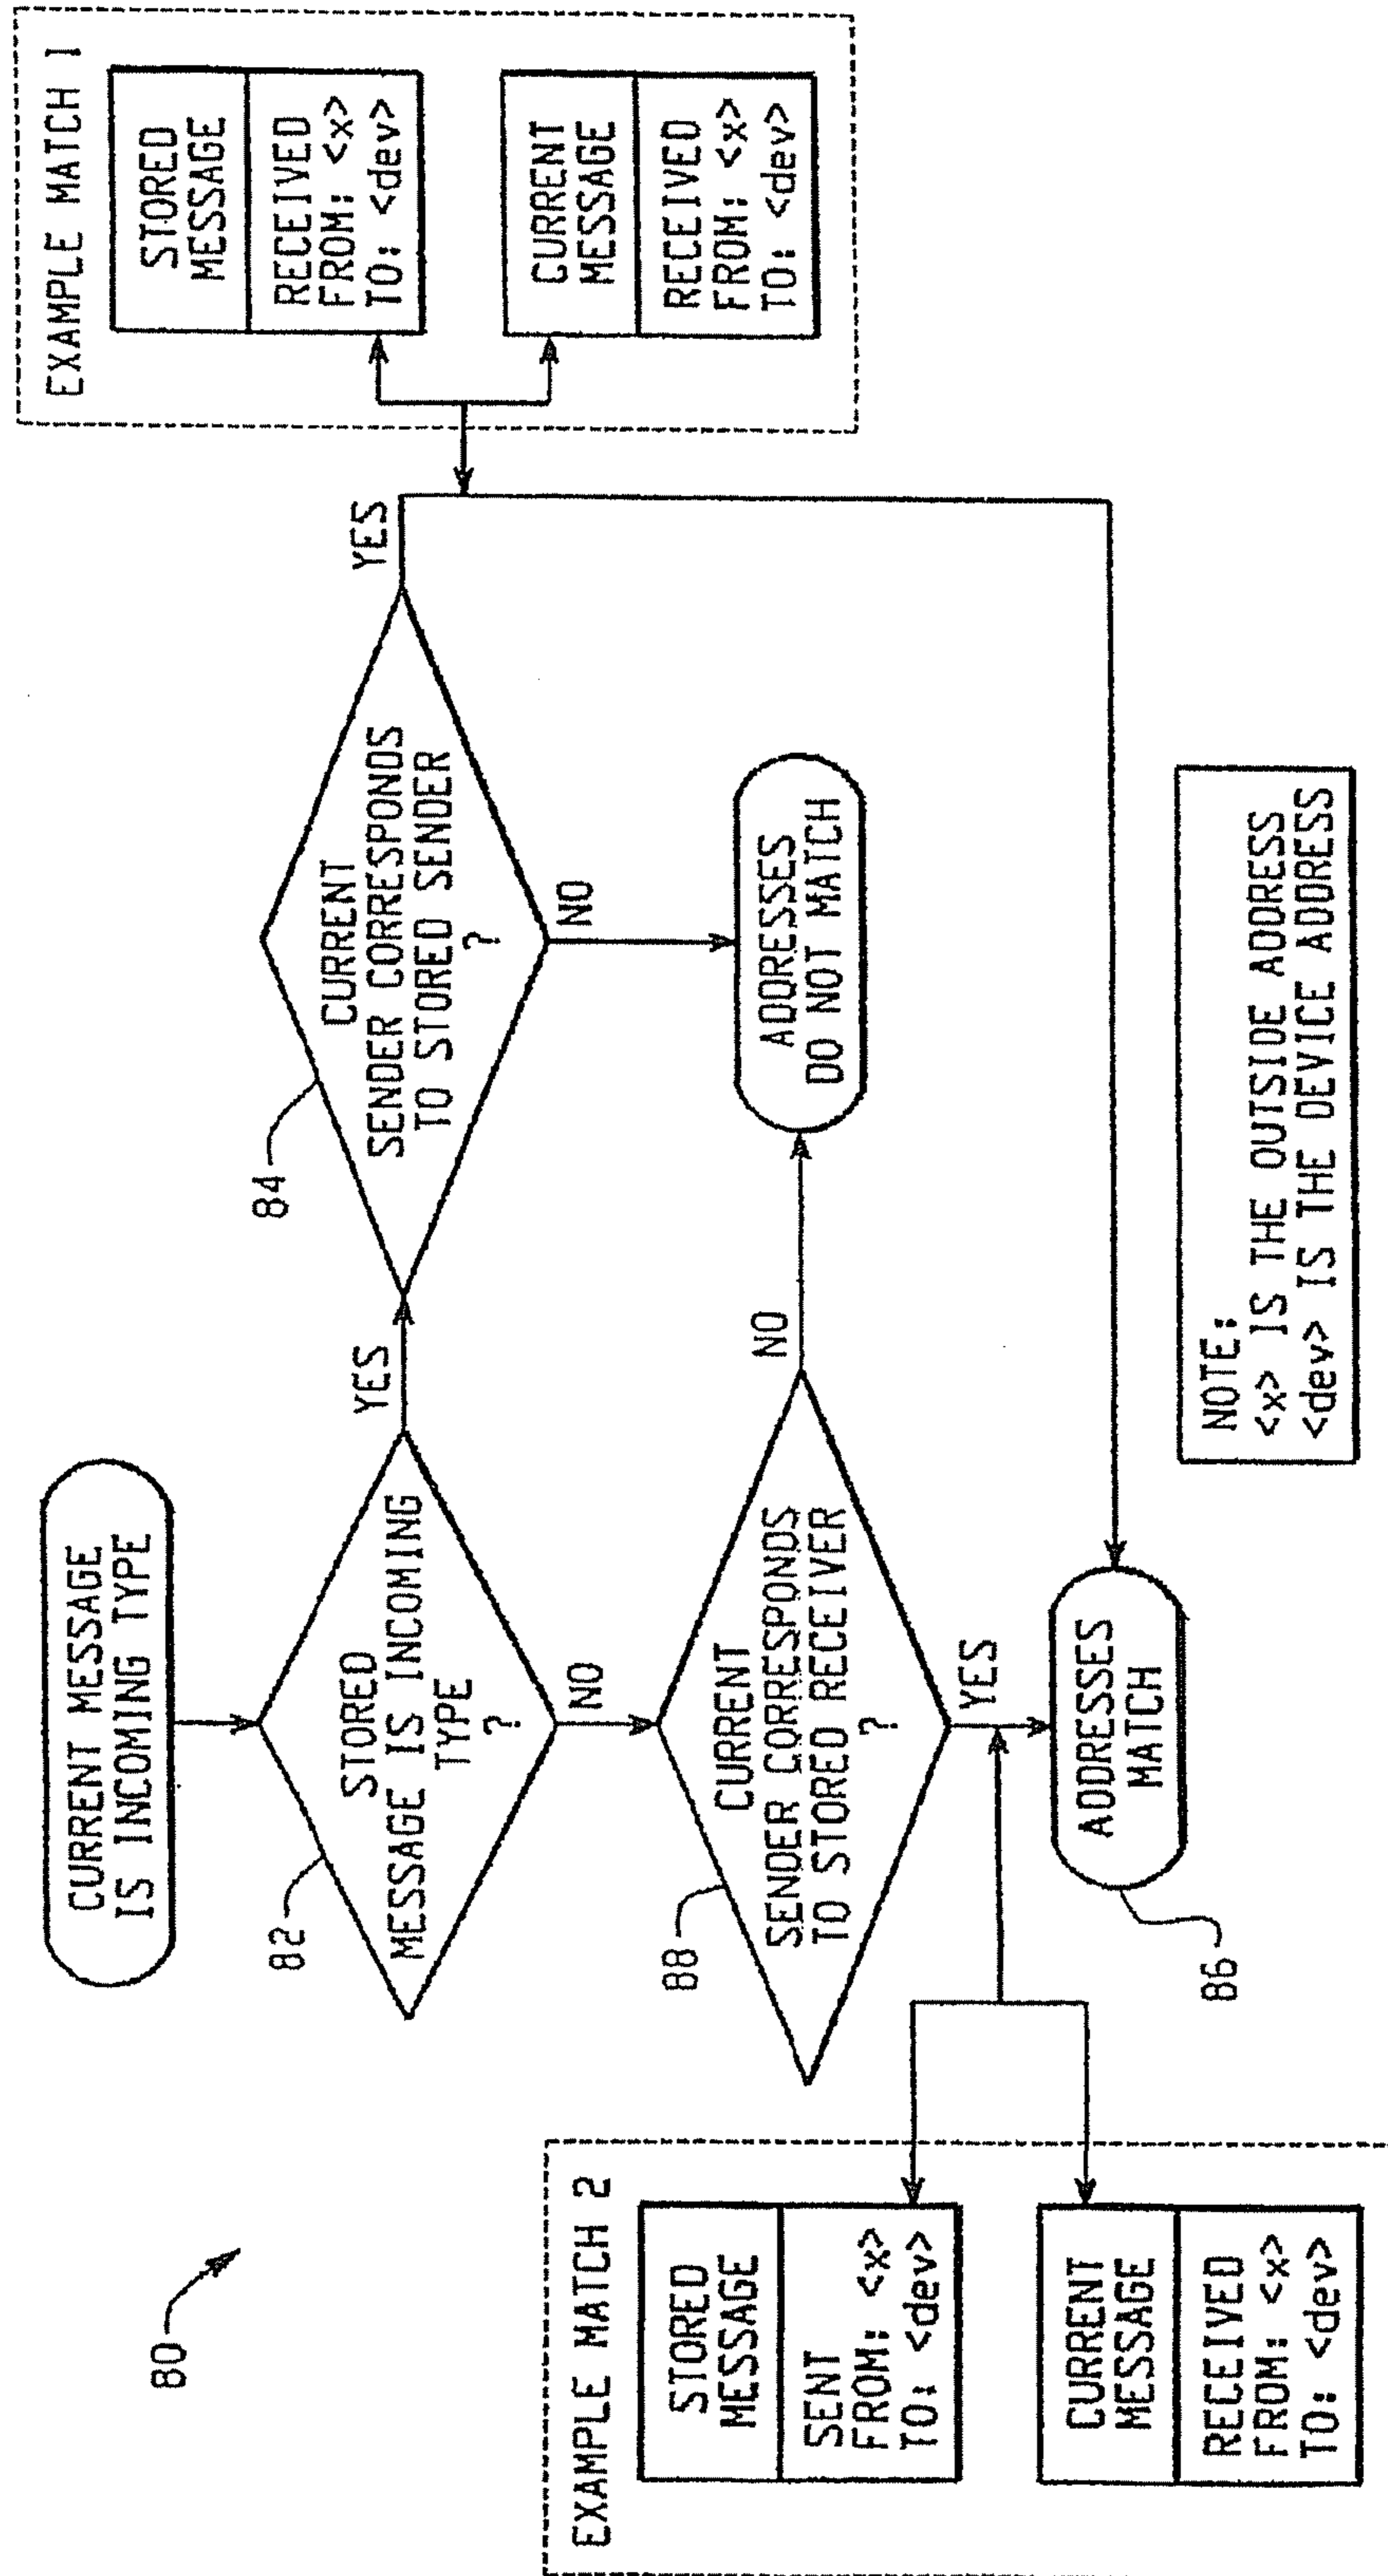 80
CURRENT MESSAGE
IS INCOMING TYPE
82
STORED
MESSAGE IS INCOMING
TYPE
?
YES
NO
84
CURRENT
SENDER CORRESPONDS
TO STORED SENDER
?
YES
NO
EXAMPLE MATCH 1
STORED
MESSAGE
RECEIVED
FROM: <x>
TO: <dev>
CURRENT
MESSAGE
RECEIVED
FROM: <x>
TO: <dev>
88
CURRENT
SENDER CORRESPONDS
TO STORED RECEIVER
?
NO
YES
ADDRESSES
DO NOT MATCH
EXAMPLE MATCH 2
STORED
MESSAGE
SENT
FROM: <x>
TO: <dev>
CURRENT
MESSAGE
RECEIVED
FROM: <x>
TO: <dev>
86
ADDRESSES
MATCH
NOTE:
<x> IS THE OUTSIDE ADDRESS
<dev> IS THE DEVICE ADDRESS